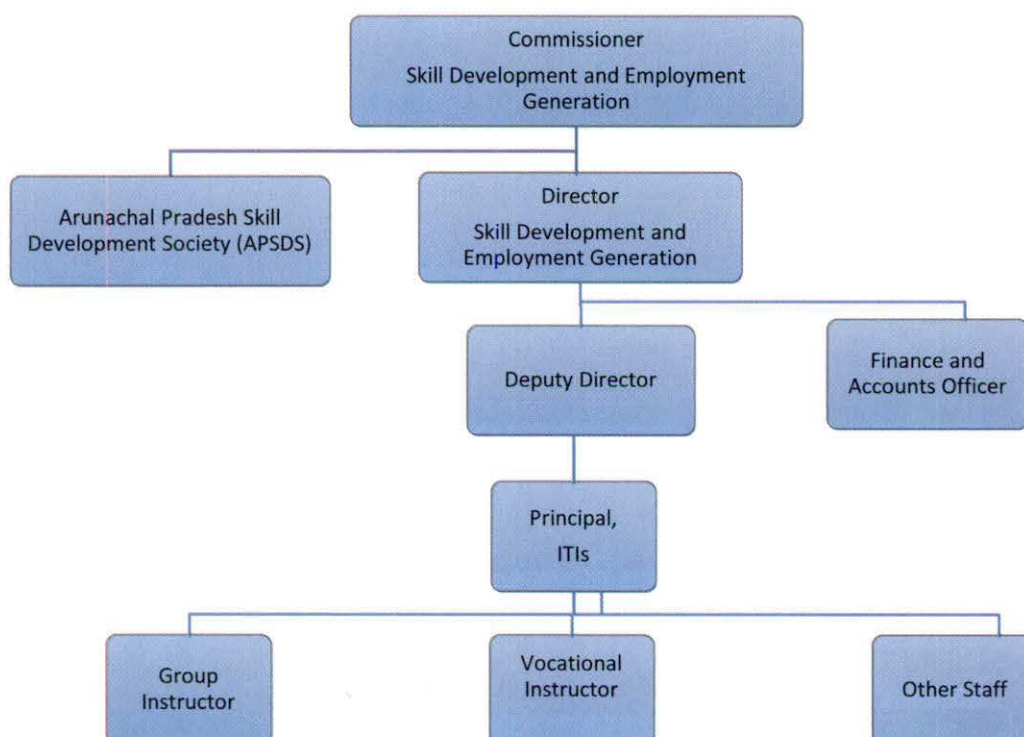 Commissioner
Skill Development and Employment
Generation
Arunachal Pradesh Skill
Development Society (APSDS)
Director
Skill Development and
Employment Generation
Deputy Director
Finance and
Accounts Officer
Principal,
ITIs
Group
Instructor
Vocational
Instructor
Other Staff